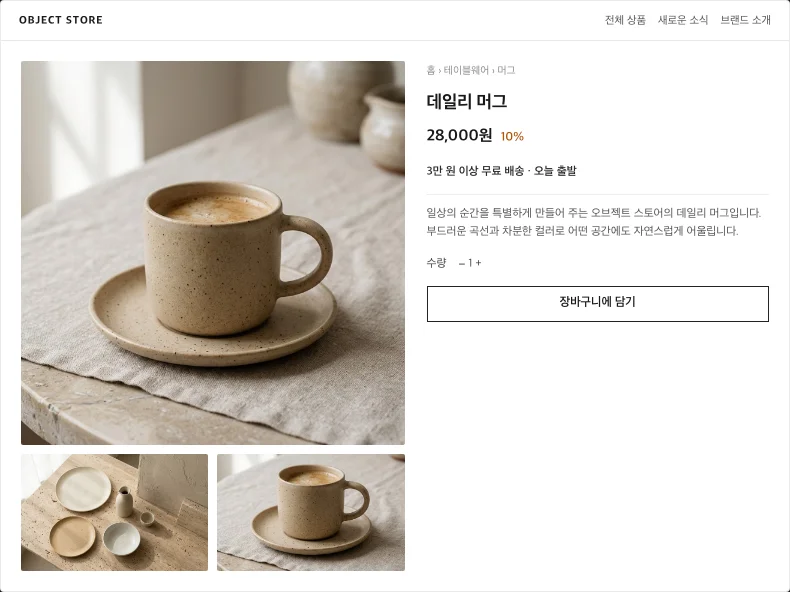 OBJECT STORE
전체 상품 새로운 소식 브랜드 소개
홈 › 테이블웨어 › 머그
데일리 머그
28,000원 10%
3만 원 이상 무료 배송 · 오늘 출발
일상의 순간을 특별하게 만들어 주는 오브젝트 스토어의 데일리 머그입니다.
부드러운 곡선과 차분한 컬러로 어떤 공간에도 자연스럽게 어울립니다.
수량 – 1 +
장바구니에 담기